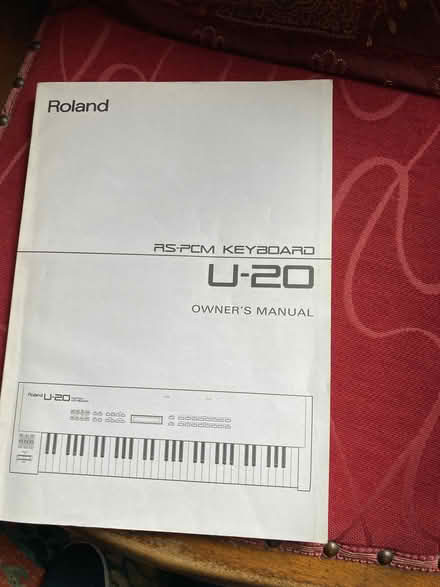 Roland
RS-PCM KEYBOARD
U-20
OWNER'S MANUAL
Roland U-20